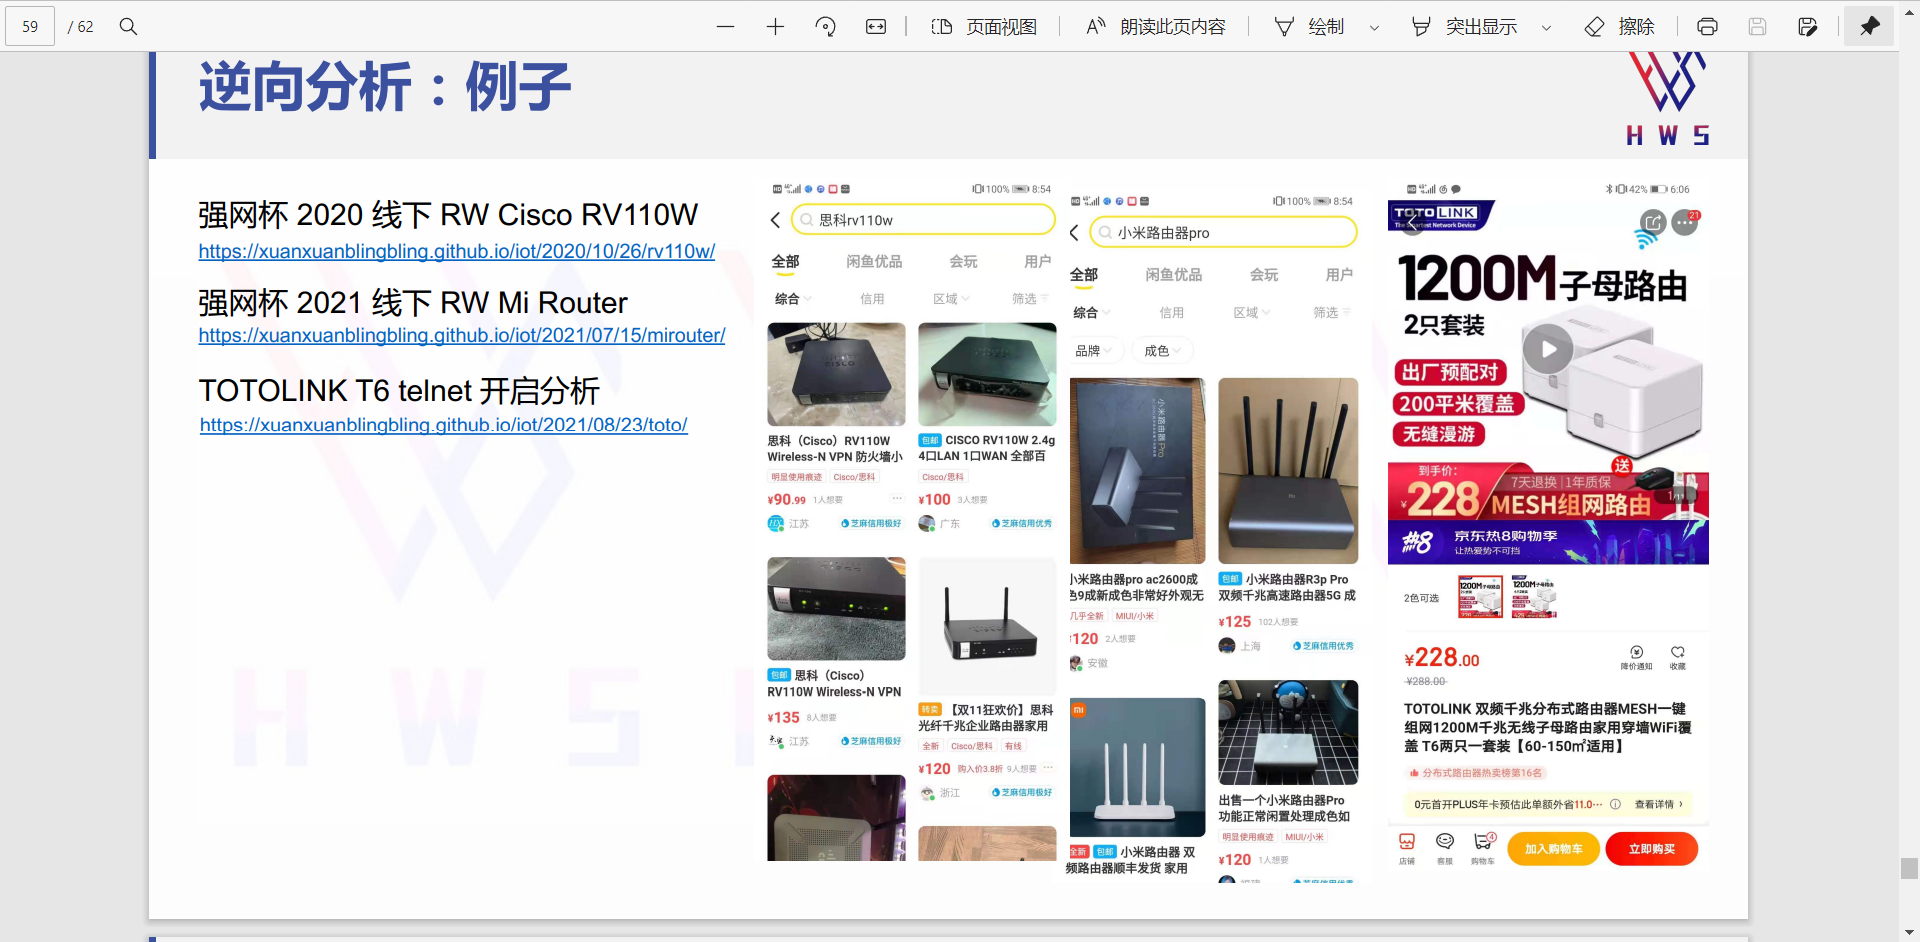 59
/ 62
页面视图
朗读此页内容
绘制
突出显示
擦除
逆向分析：例子
HWS
强网杯 2020 线下 RW Cisco RV110W
https://xuanxuanblingbling.github.io/iot/2020/10/26/rv110w/
强网杯 2021 线下 RW Mi Router
https://xuanxuanblingbling.github.io/iot/2021/07/15/mirouter/
TOTOLINK T6 telnet 开启分析
https://xuanxuanblingbling.github.io/iot/2021/08/23/toto/
HWS
100% 8:54
思科rv110w
全部 闲鱼优品 会玩 用户
综合 信用 区域 筛选
思科（Cisco）RV110W
Wireless-N VPN 防火墙小
明显使用痕迹 Cisco/思科
¥90.99 1人想要
江苏 芝麻信用极好
包邮 CISCO RV110W 2.4g
4口LAN 1口WAN 全部百
Cisco/思科
¥100 3人想要
广东 芝麻信用优秀
包邮 思科（Cisco）
RV110W Wireless-N VPN
¥135 8人想要
江苏 芝麻信用极好
转卖 【双11狂欢价】思科
光纤千兆企业路由器家用
全新 Cisco/思科 有线
¥120 购入价3.8折 9人想要
浙江 芝麻信用极好
100% 8:54
小米路由器pro
全部 闲鱼优品 会玩 用户
综合 信用 区域 筛选
品牌 成色
小米路由器 Pro
小米路由器pro ac2600成
色9成新成色非常好外观无
几乎全新 MIUI/小米
¥120 2人想要
安徽
包邮 小米路由器R3p Pro
双频千兆高速路由器5G 成
¥125 102人想要
上海 芝麻信用优秀
全新 包邮 小米路由器 双
频路由器顺丰发货 家用
出售一个小米路由器Pro
功能正常闲置处理成色如
明显使用痕迹 MIUI/小米
¥120 1人想要
42% 6:06
TOTO LINK
The Smartest Network Device
21
1200M子母路由
2只套装
出厂预配对
200平米覆盖
无缝漫游
送
到手价:
¥228
7天退换 | 1年质保
MESH组网路由
1/11
热8 京东热8购物季
让热爱势不可挡
2色可选
¥228.00
¥288.00
降价通知 收藏
TOTOLINK 双频千兆分布式路由器MESH一键
组网1200M千兆无线子母路由家用穿墙WiFi覆
盖 T6两只一套装【60-150㎡适用】
分布式路由器热卖榜第16名
0元首开PLUS年卡预估此单额外省11.0··· 查看详情 ›
店铺 客服 购物车 4 加入购物车 立即购买